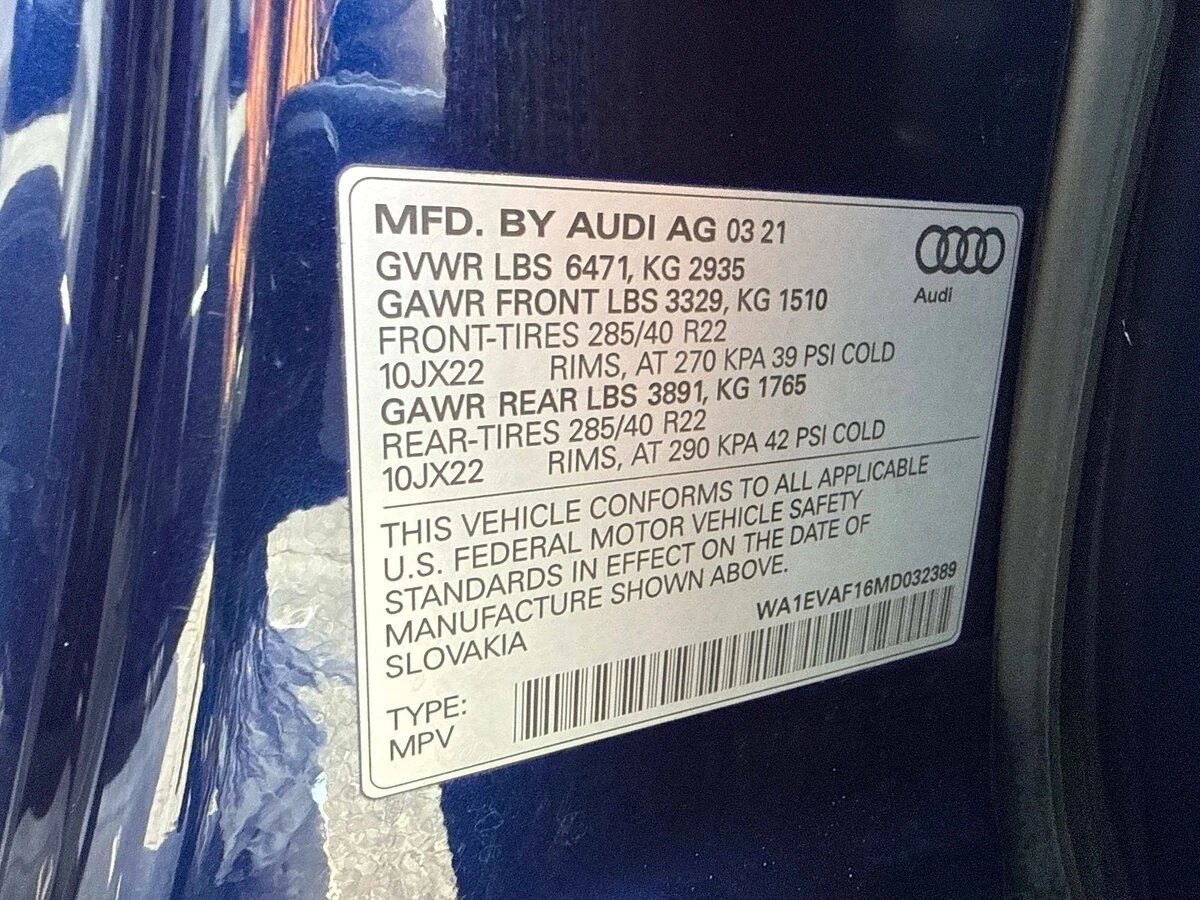 MFD. BY AUDI AG 03 21
GVWR LBS 6471, KG 2935
GAWR FRONT LBS 3329, KG 1510
FRONT-TIRES 285/40 R22
10JX22 RIMS, AT 270 KPA 39 PSI COLD
GAWR REAR LBS 3891, KG 1765
REAR-TIRES 285/40 R22
10JX22 RIMS, AT 290 KPA 42 PSI COLD
Audi
THIS VEHICLE CONFORMS TO ALL APPLICABLE
U.S. FEDERAL MOTOR VEHICLE SAFETY
STANDARDS IN EFFECT ON THE DATE OF
MANUFACTURE SHOWN ABOVE.
SLOVAKIA
WA1EVAF16MD032389
TYPE:
MPV